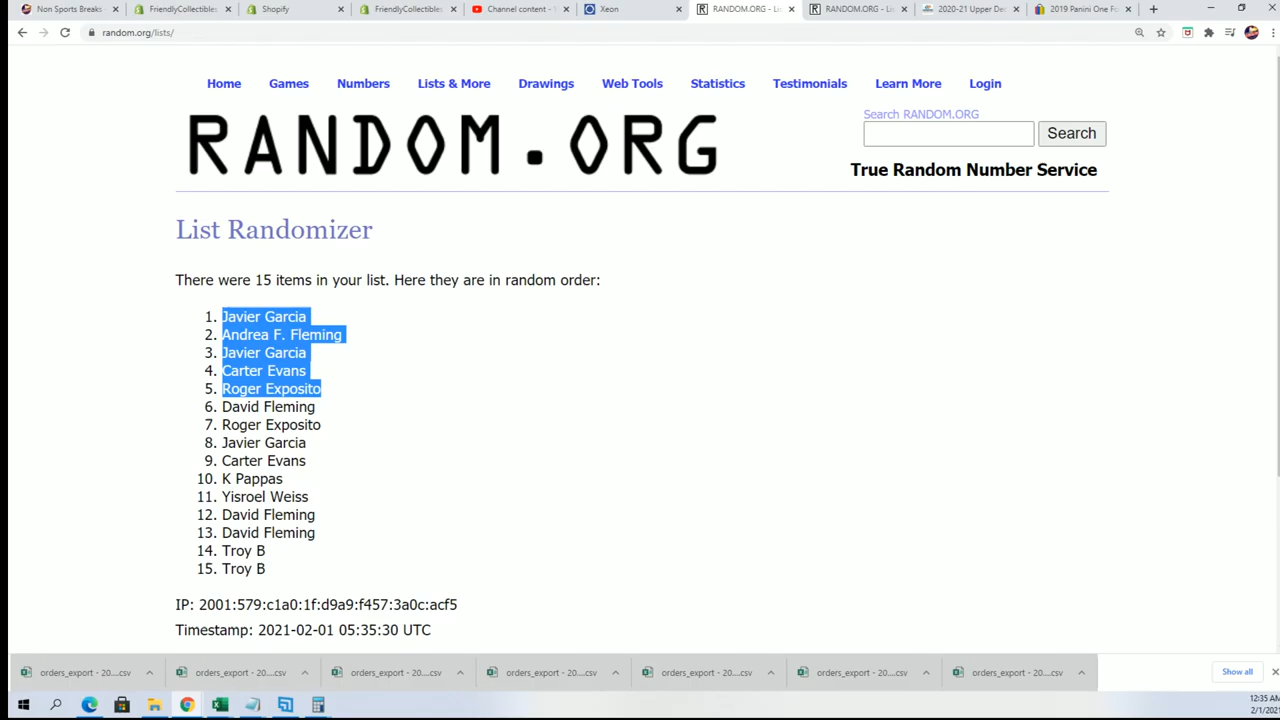 Non Sports Breaks
FriendlyCollectibles
Shopify
FriendlyCollectibles
Channel content -
Xeon
RANDOM.ORG - Lis
RANDOM.ORG - Lis
2020-21 Upper Dec
2019 Panini One Fo
random.org/lists/
Home Games Numbers Lists & More Drawings Web Tools Statistics Testimonials Learn More Login
RANDOM.ORG
Search RANDOM.ORG
Search
True Random Number Service
List Randomizer
There were 15 items in your list. Here they are in random order:
1. Javier Garcia
2. Andrea F. Fleming
3. Javier Garcia
4. Carter Evans
5. Roger Exposito
6. David Fleming
7. Roger Exposito
8. Javier Garcia
9. Carter Evans
10. K Pappas
11. Yisroel Weiss
12. David Fleming
13. David Fleming
14. Troy B
15. Troy B
IP: 2001:579:c1a0:1f:d9a9:f457:3a0c:acf5
Timestamp: 2021-02-01 05:35:30 UTC
orders_export - 20....csv
orders_export - 20....csv
orders_export - 20....csv
orders_export - 20....csv
orders_export - 20....csv
orders_export - 20....csv
orders_export - 20....csv
Show all
12:35 AM
2/1/2021